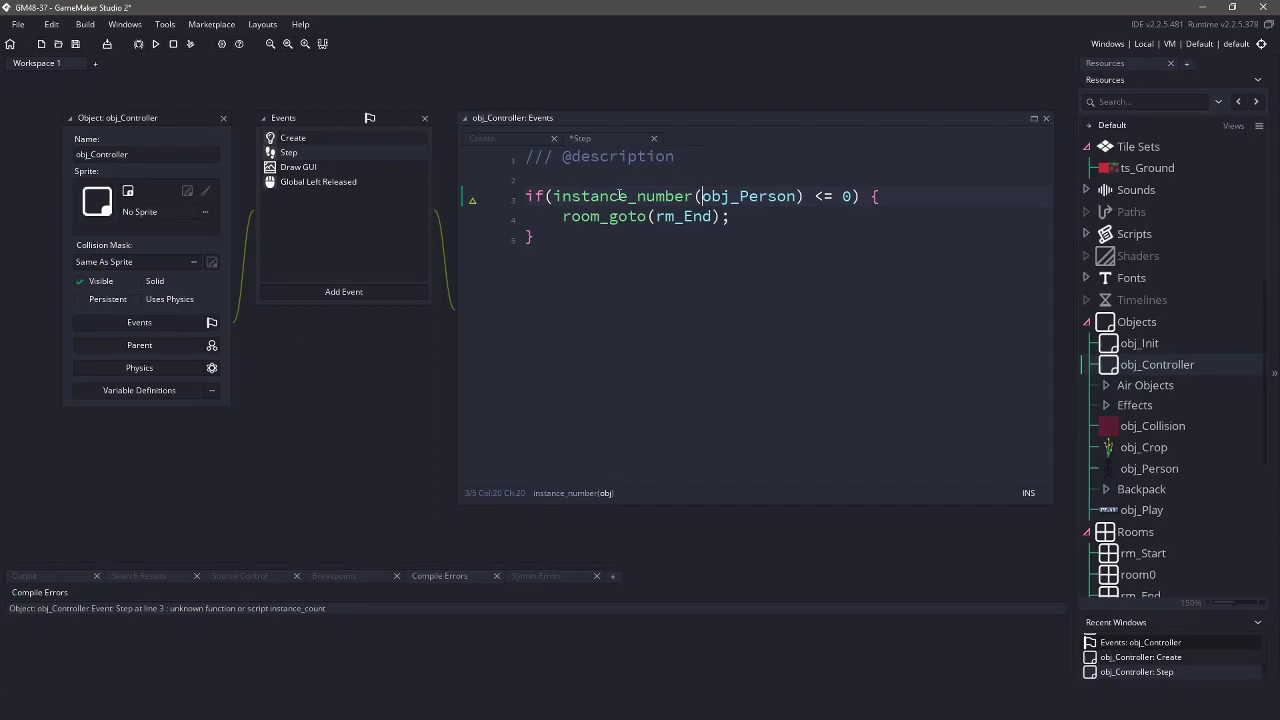 GM48-37 - GameMaker Studio 2*
File Edit Build Windows Tools Marketplace Layouts Help
IDE v2.2.5.481 Runtime v2.2.5.378
Windows | Local | VM | Default | default
Workspace 1
Resources
Resources
Search...
Default
Views
Tile Sets
ts_Ground
Sounds
Paths
Scripts
Shaders
Fonts
Timelines
Objects
obj_Init
obj_Controller
Air Objects
Effects
obj_Collision
obj_Crop
obj_Person
Backpack
obj_Play
Rooms
rm_Start
room0
rm_End
150%
Recent Windows
Events: obj_Controller
obj_Controller: Create
obj_Controller: Step
Object: obj_Controller
Name:
obj_Controller
Sprite:
No Sprite
Collision Mask:
Same As Sprite
Visible Solid
Persistent Uses Physics
Events
Parent
Physics
Variable Definitions
Events
Create
Step
Draw GUI
Global Left Released
Add Event
obj_Controller: Events
Create *Step
1 /// @description
2
3 if(instance_number(obj_Person) <= 0) {
4 room_goto(rm_End);
5 }
3/5 Col:20 Ch:20 instance_number(obj) INS
Output Search Results Source Control Breakpoints Compile Errors Syntax Errors
Compile Errors
Object: obj_Controller Event: Step at line 3 : unknown function or script instance_count